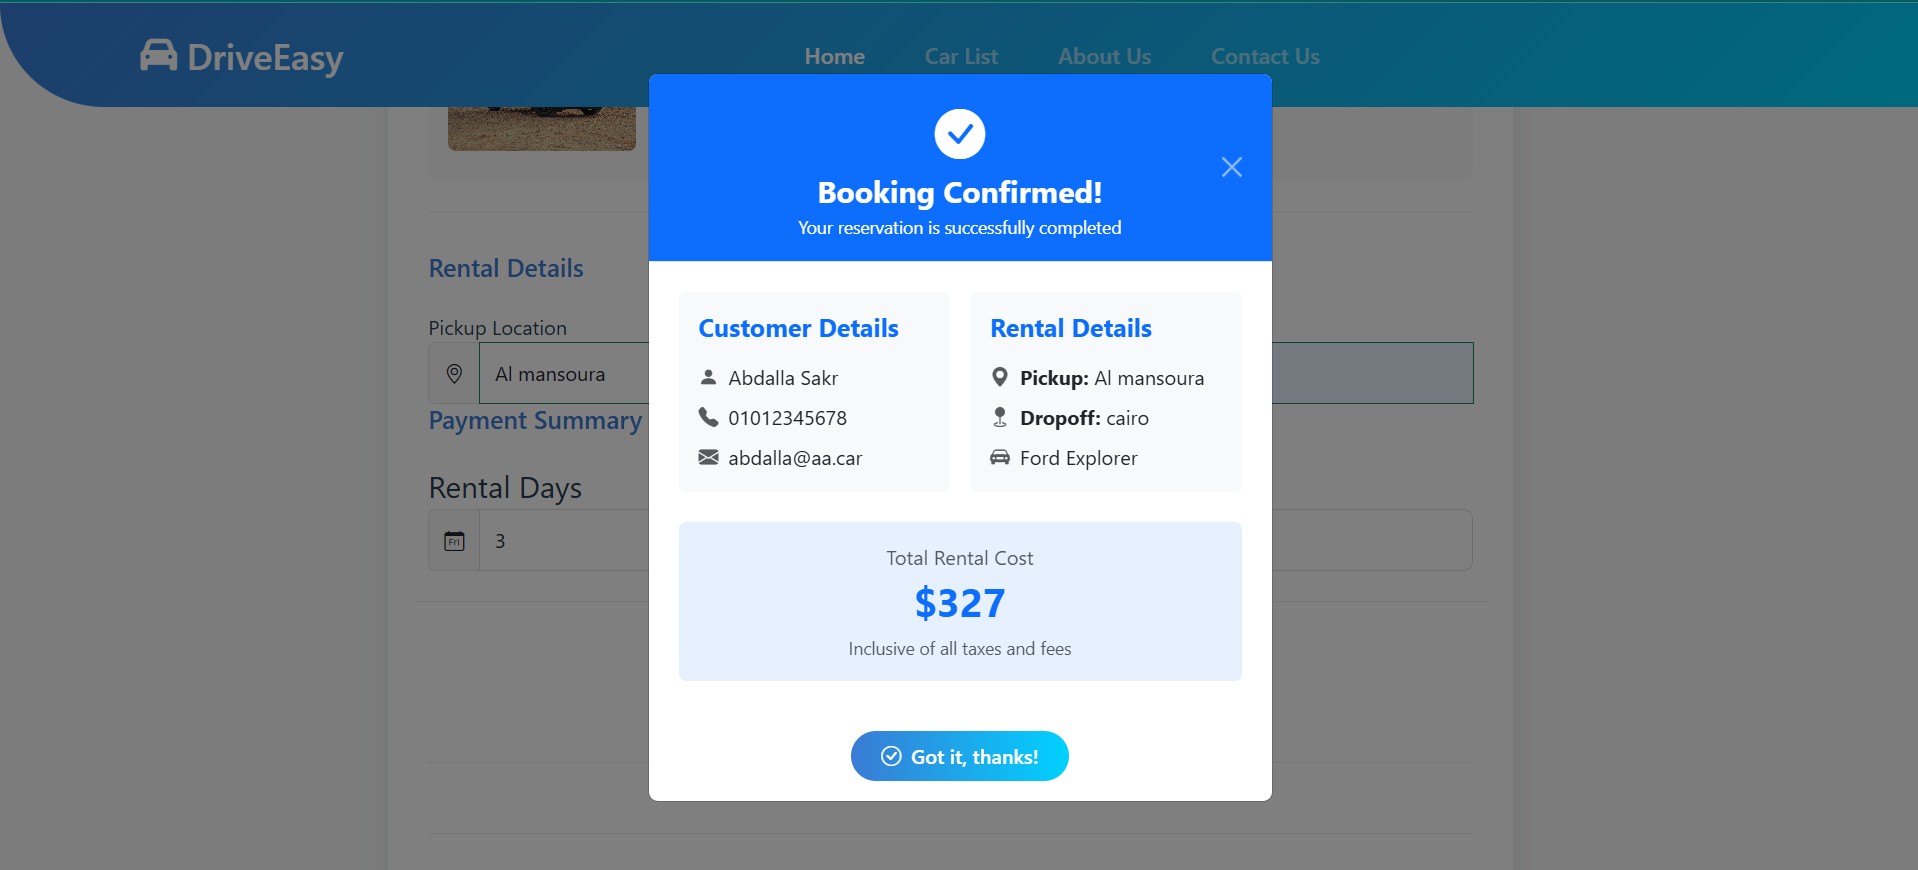 DriveEasy
Home Car List About Us Contact Us
Booking Confirmed!
Your reservation is successfully completed
Rental Details
Pickup Location
Al mansoura
Payment Summary
Rental Days
Fri
3
Customer Details
Abdalla Sakr
01012345678
abdalla@aa.car
Rental Details
Pickup: Al mansoura
Dropoff: cairo
Ford Explorer
Total Rental Cost
$327
Inclusive of all taxes and fees
Got it, thanks!